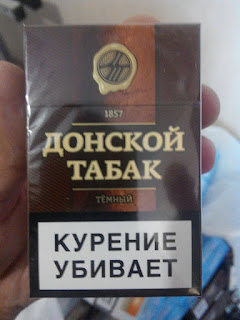 1857
ДОНСКОЙ
ТАБАК
ТЁМНЫЙ
КУРЕНИЕ
УБИВАЕТ